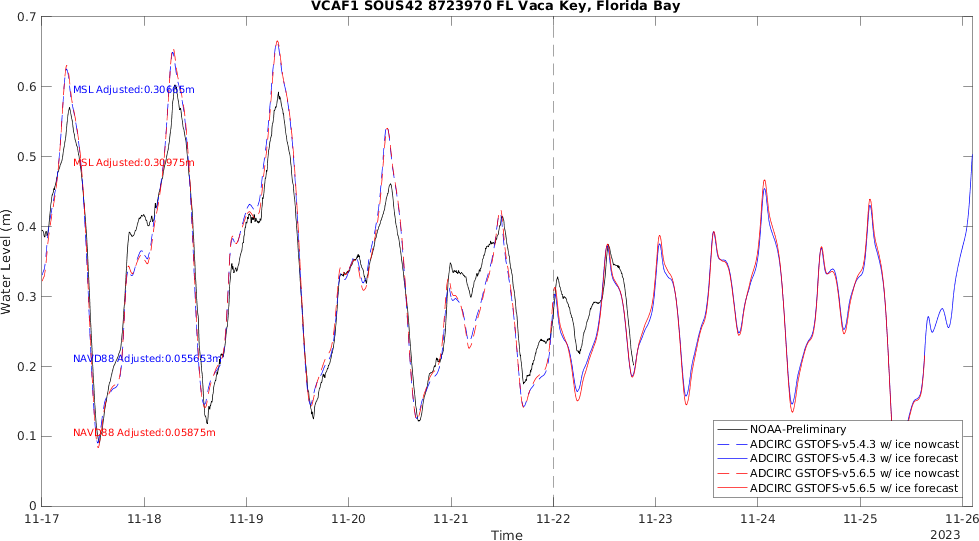 VCAF1 SOUS42 8723970 FL Vaca Key, Florida Bay
0.7
0.6
0.5
0.4
0.3
0.2
0.1
0
Water Level (m)
MSL Adjusted:0.30665m
MSL Adjusted:0.30975m
NAVD88 Adjusted:0.055653m
NAVD88 Adjusted:0.05875m
NOAA-Preliminary
ADCIRC GSTOFS-v5.4.3 w/ ice nowcast
ADCIRC GSTOFS-v5.4.3 w/ ice forecast
ADCIRC GSTOFS-v5.6.5 w/ ice nowcast
ADCIRC GSTOFS-v5.6.5 w/ ice forecast
11-17 11-18 11-19 11-20 11-21 11-22 11-23 11-24 11-25 11-26
Time
2023